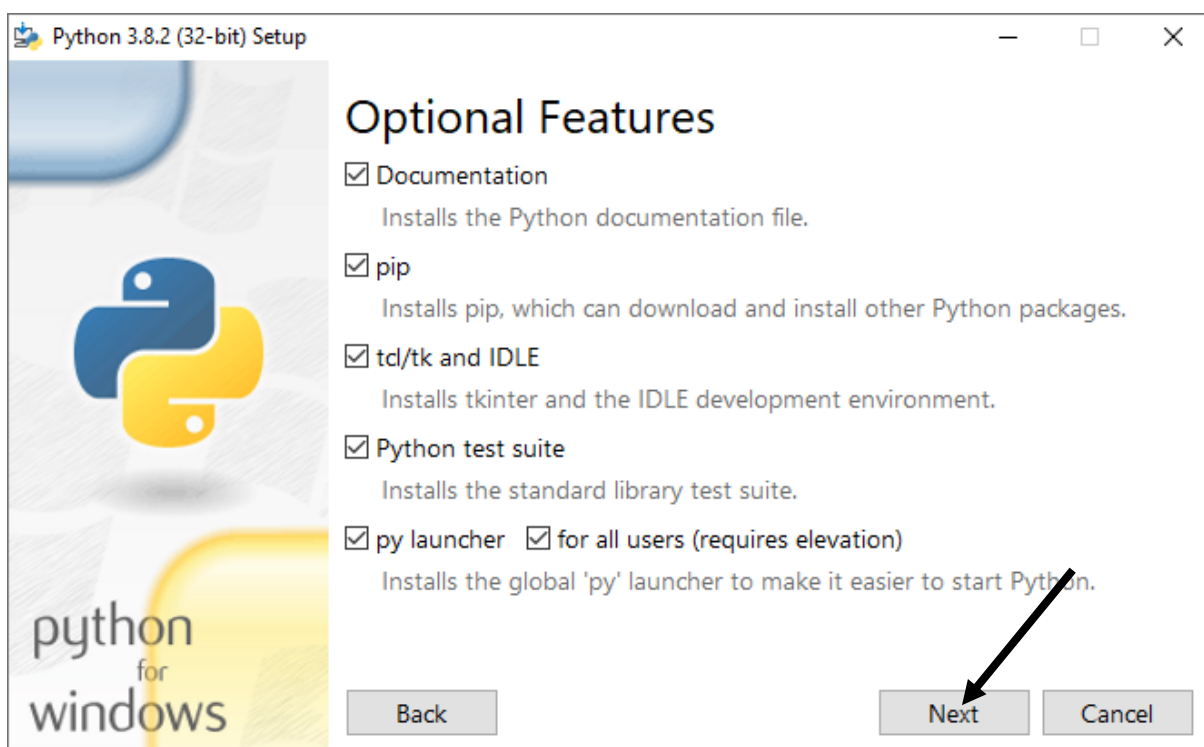 Python 3.8.2 (32-bit) Setup
Optional Features
Documentation
Installs the Python documentation file.
pip
Installs pip, which can download and install other Python packages.
tcl/tk and IDLE
Installs tkinter and the IDLE development environment.
Python test suite
Installs the standard library test suite.
py launcher for all users (requires elevation)
Installs the global 'py' launcher to make it easier to start Python.
python
for
windows
Back Next Cancel